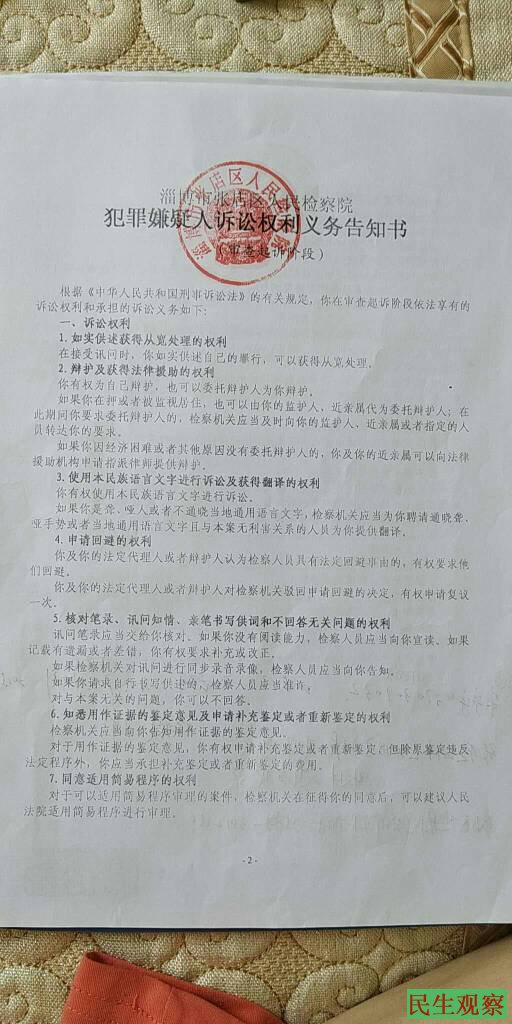 淄博市张店区人民检察院
犯罪嫌疑人诉讼权利义务告知书
（审查起诉阶段）
根据《中华人民共和国刑事诉讼法》的有关规定，你在审查起诉阶段依法享有的
诉讼权利和承担的诉讼义务如下：
一、诉讼权利
1.如实供述获得从宽处理的权利
在接受讯问时，你如实供述自己的罪行，可以获得从宽处理。
2.辩护及获得法律援助的权利
你有权为自己辩护，也可以委托辩护人为你辩护。
如果你在押或者被监视居住，也可以由你的监护人、近亲属代为委托辩护人；在
此期间你要求委托辩护人的，检察机关应当及时向你的监护人、近亲属或者指定的人
员转达你的要求。
如果你因经济困难或者其他原因没有委托辩护人的，你及你的近亲属可以向法律
援助机构申请指派律师提供辩护。
3.使用本民族语言文字进行诉讼及获得翻译的权利
你有权使用本民族语言文字进行诉讼。
如果你是聋、哑人或者不通晓当地通用语言文字,检察机关应当为你聘请通晓聋、
哑手势或者当地通用语言文字且与本案无利害关系的人员为你提供翻译。
4.申请回避的权利
你及你的法定代理人或者辩护人认为检察人员具有法定回避事由的，有权要求他
们回避。
你及你的法定代理人或者辩护人对检察机关驳回申请回避的决定，有权申请复议
一次。
5.核对笔录、讯问知情、亲笔书写供词和不回答无关问题的权利
讯问笔录应当交给你核对。如果你没有阅读能力，检察人员应当向你宣读。如果
记载有遗漏或者差错，你有权要求补充或改正。
如果检察机关对讯问进行同步录音录像，检察人员应当向你告知。
如果你请求自行书写供述的，检察人员应当准许。
对与本案无关的问题，你可以不回答。
6.知悉用作证据的鉴定意见及申请补充鉴定或者重新鉴定的权利
检察机关应当向你告知用作证据的鉴定意见。
对于用作证据的鉴定意见，你有权申请补充鉴定或者重新鉴定,但除原鉴定违反
法定程序外，你应当承担补充鉴定或者重新鉴定的费用。
7.同意适用简易程序的权利
对于可以适用简易程序审理的案件，检察机关在征得你的同意后，可以建议人民
法院适用简易程序进行审理。
-2-
民生观察